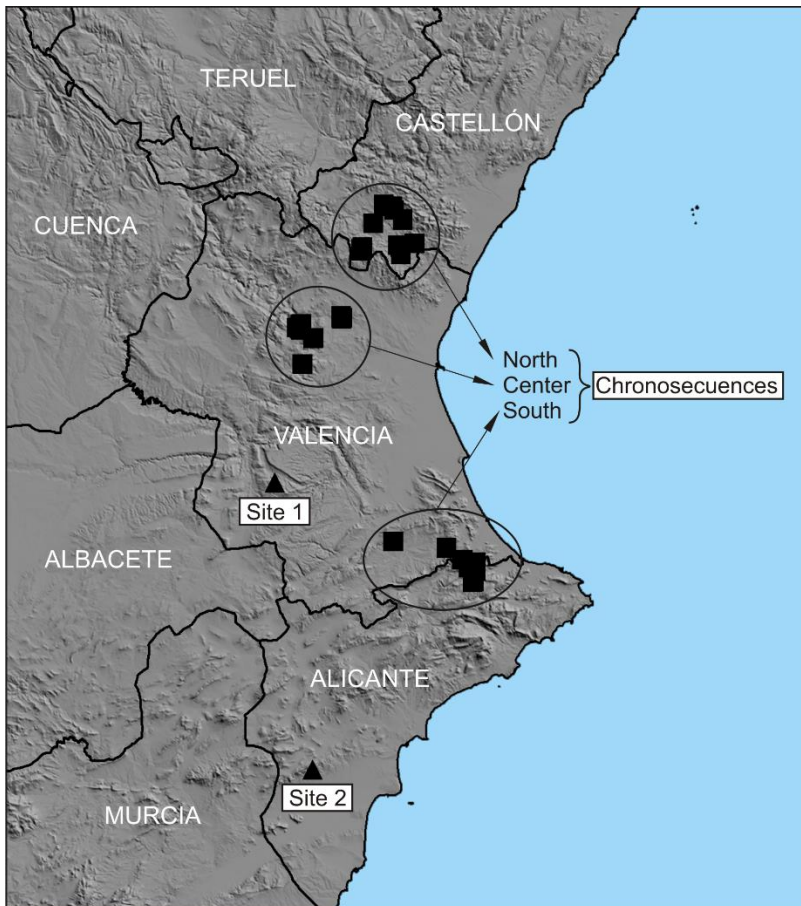 TERUEL
CASTELLÓN
CUENCA
North
Center
South
Chronosecuences
VALENCIA
Site 1
ALBACETE
ALICANTE
Site 2
MURCIA